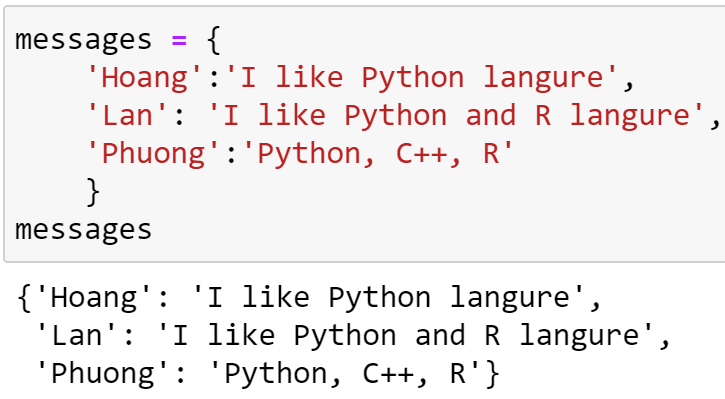 messages = {
'Hoang':'I like Python langure',
'Lan': 'I like Python and R langure',
'Phuong':'Python, C++, R'
}
messages
{'Hoang': 'I like Python langure',
'Lan': 'I like Python and R langure',
'Phuong': 'Python, C++, R'}